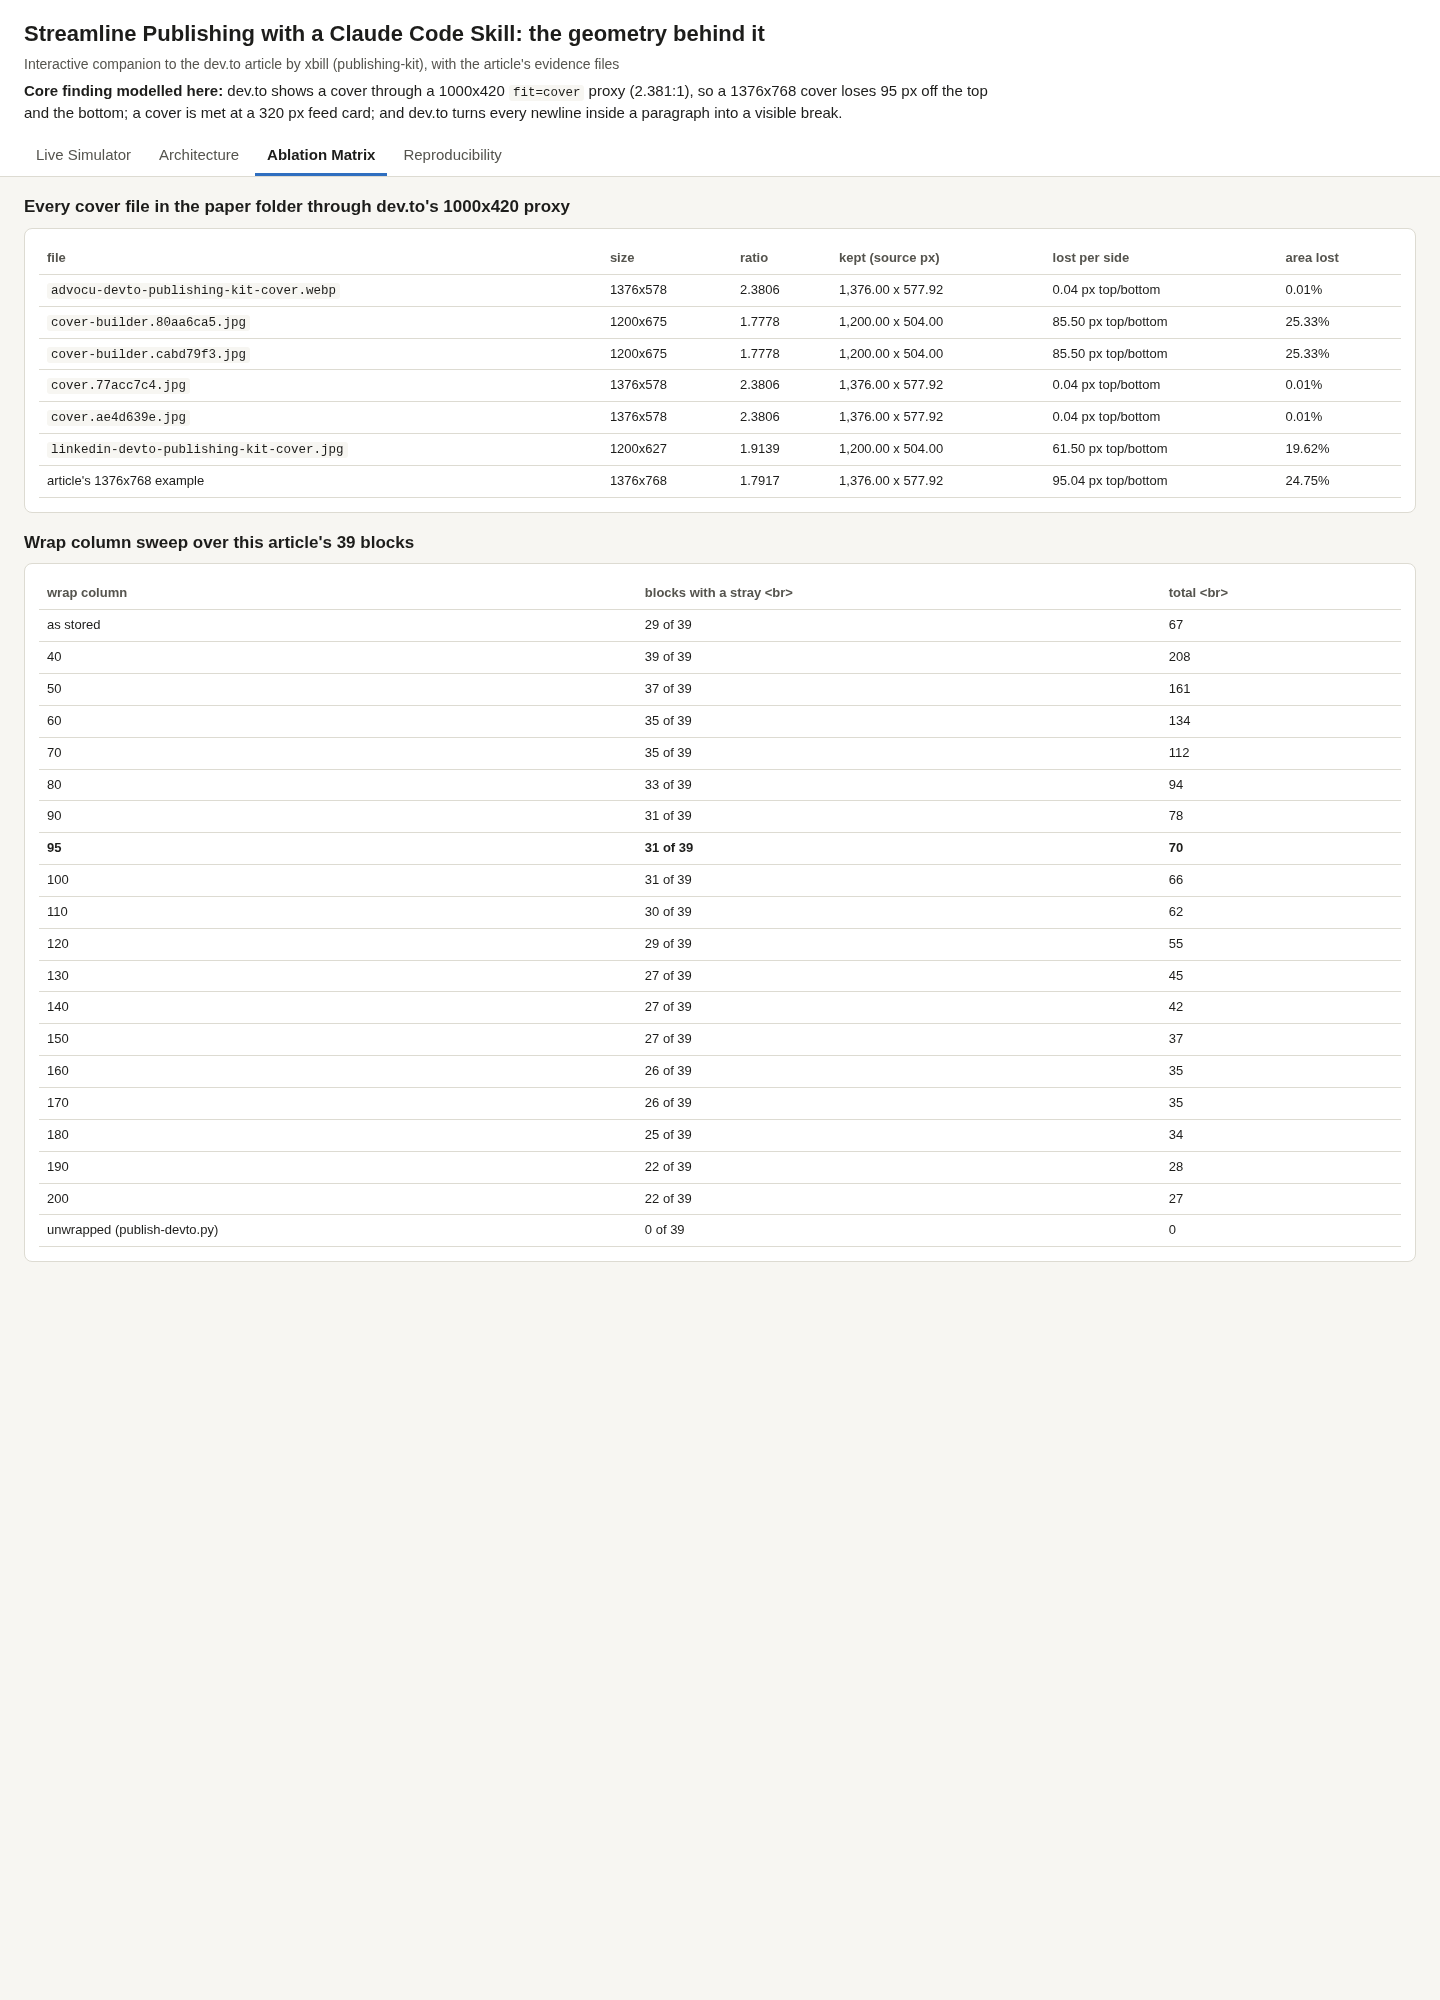 Streamline Publishing with a Claude Code Skill: the geometry behind it
Interactive companion to the dev.to article by xbill (publishing-kit), with the article's evidence files
Core finding modelled here: dev.to shows a cover through a 1000x420 fit=cover proxy (2.381:1), so a 1376x768 cover loses 95 px off the top
and the bottom; a cover is met at a 320 px feed card; and dev.to turns every newline inside a paragraph into a visible break.
Live Simulator Architecture Ablation Matrix Reproducibility
Every cover file in the paper folder through dev.to's 1000x420 proxy
file size ratio kept (source px) lost per side area lost
advocu-devto-publishing-kit-cover.webp 1376x578 2.3806 1,376.00 x 577.92 0.04 px top/bottom 0.01%
cover-builder.80aa6ca5.jpg 1200x675 1.7778 1,200.00 x 504.00 85.50 px top/bottom 25.33%
cover-builder.cabd79f3.jpg 1200x675 1.7778 1,200.00 x 504.00 85.50 px top/bottom 25.33%
cover.77acc7c4.jpg 1376x578 2.3806 1,376.00 x 577.92 0.04 px top/bottom 0.01%
cover.ae4d639e.jpg 1376x578 2.3806 1,376.00 x 577.92 0.04 px top/bottom 0.01%
linkedin-devto-publishing-kit-cover.jpg 1200x627 1.9139 1,200.00 x 504.00 61.50 px top/bottom 19.62%
article's 1376x768 example 1376x768 1.7917 1,376.00 x 577.92 95.04 px top/bottom 24.75%
Wrap column sweep over this article's 39 blocks
wrap column blocks with a stray <br> total <br>
as stored 29 of 39 67
40 39 of 39 208
50 37 of 39 161
60 35 of 39 134
70 35 of 39 112
80 33 of 39 94
90 31 of 39 78
95 31 of 39 70
100 31 of 39 66
110 30 of 39 62
120 29 of 39 55
130 27 of 39 45
140 27 of 39 42
150 27 of 39 37
160 26 of 39 35
170 26 of 39 35
180 25 of 39 34
190 22 of 39 28
200 22 of 39 27
unwrapped (publish-devto.py) 0 of 39 0